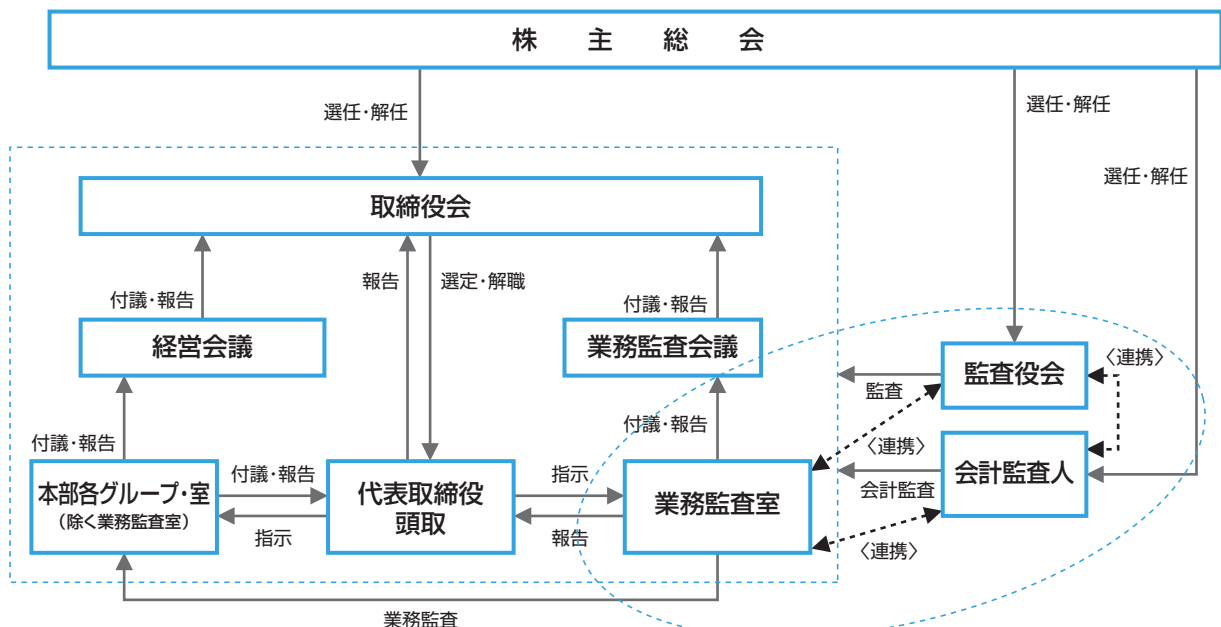 株 主 総 会
選任・解任
選任・解任
選任・解任
取締役会
報告
選定・解職
付議・報告
付議・報告
経営会議
業務監査会議
監査役会
〈連携〉
監査
付議・報告
付議・報告
〈連携〉
本部各グループ・室
(除く業務監査室)
付議・報告
指示
代表取締役
頭取
指示
報告
業務監査室
会計監査
会計監査人
〈連携〉
業務監査